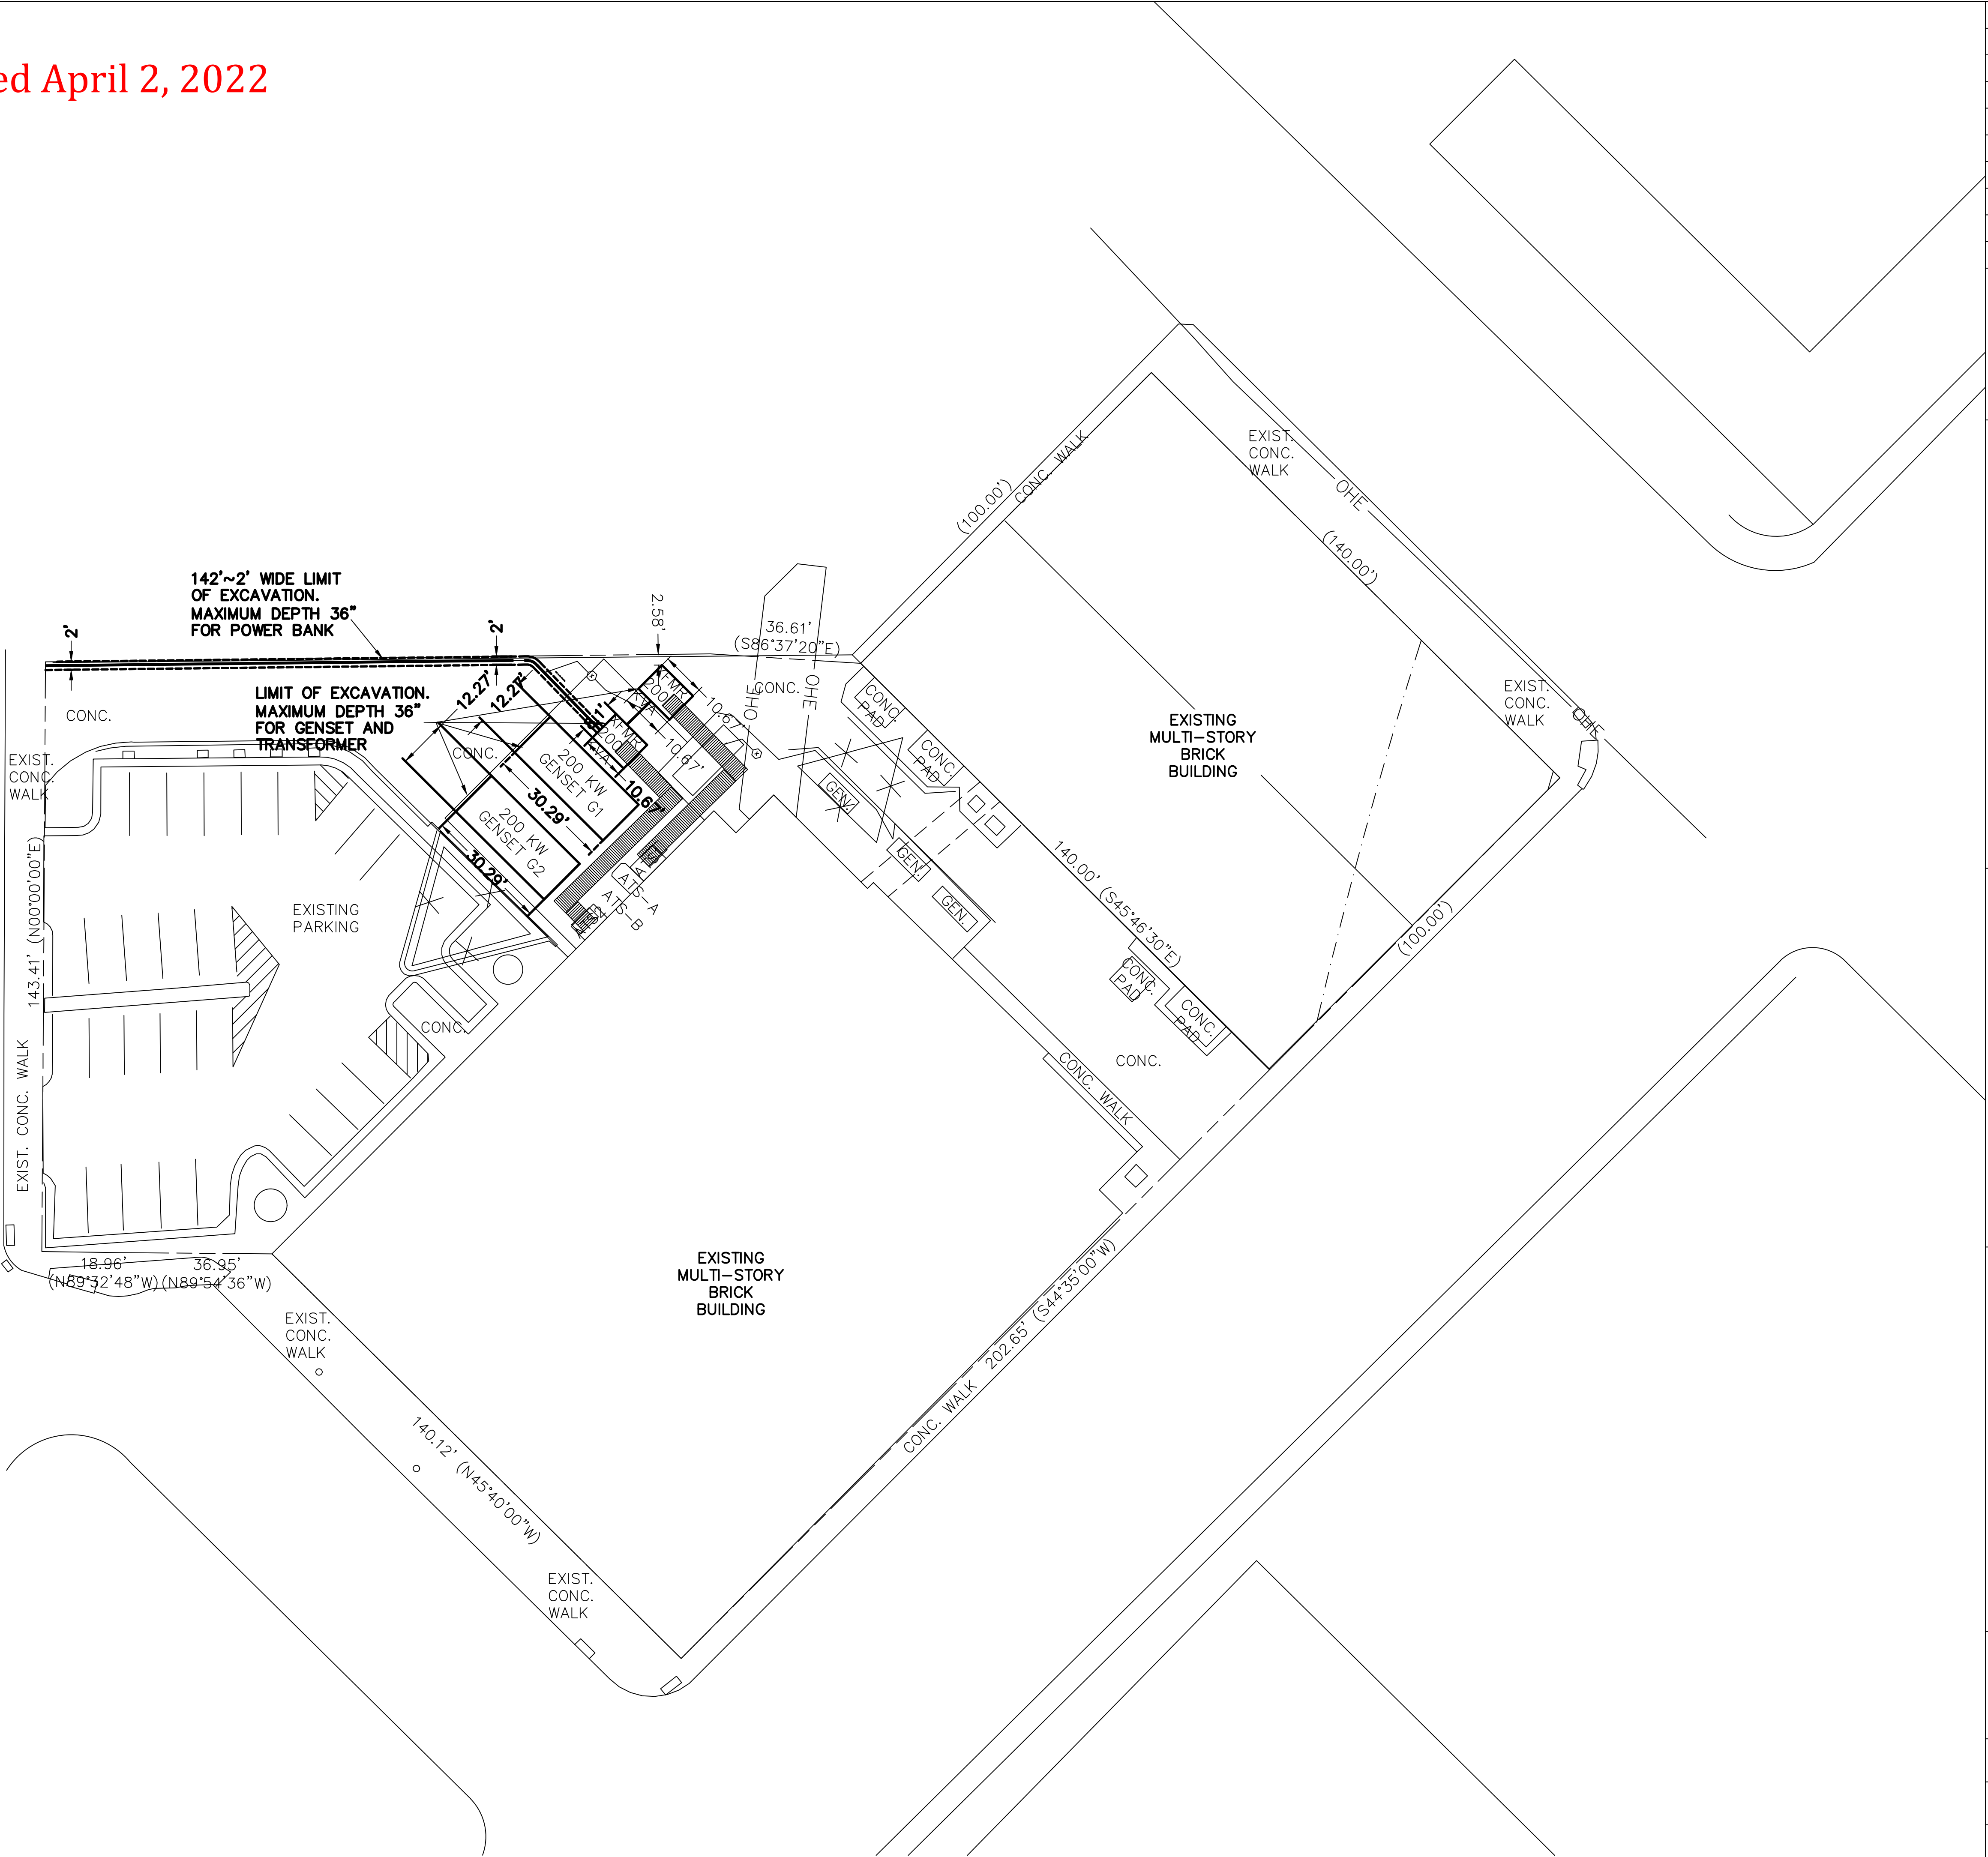 ed April 2, 2022
EXIST.
CONC.
WALK
CONC. WALK
(100.00')
OHE
(140.00')
142'~2' WIDE LIMIT
OF EXCAVATION.
MAXIMUM DEPTH 36"
FOR POWER BANK
2'
2'
2.58'
36.61'
(S86°37'20"E)
LIMIT OF EXCAVATION.
MAXIMUM DEPTH 36"
FOR GENSET AND
TRANSFORMER
12.27'
12.27'
XFMR
200
KVA
XFMR
200
KVA
10.67'
10.67'
10.67'
OHE
OHE
CONC.
CONC.
PAD
CONC.
PAD
EXISTING
MULTI-STORY
BRICK
BUILDING
EXIST.
CONC.
WALK
OHE
CONC.
CONC.
EXIST.
CONC.
WALK
200 KW
GENSET G1
30.29'
200 KW
GENSET G2
30.29'
ATS-A
ATS-B
GEN.
GEN.
GEN.
140.00' (S45°46'30"E)
(100.00')
EXISTING
PARKING
143.41' (N00°00'00"E)
CONC.
PAD
CONC.
PAD
CONC.
CONC.
CONC. WALK
EXIST. CONC. WALK
18.96'
(N89°32'48"W)
36.95'
(N89°54'36"W)
EXISTING
MULTI-STORY
BRICK
BUILDING
EXIST.
CONC.
WALK
CONC. WALK
202.65' (S44°35'00"W)
140.12' (N45°40'00"W)
EXIST.
CONC.
WALK